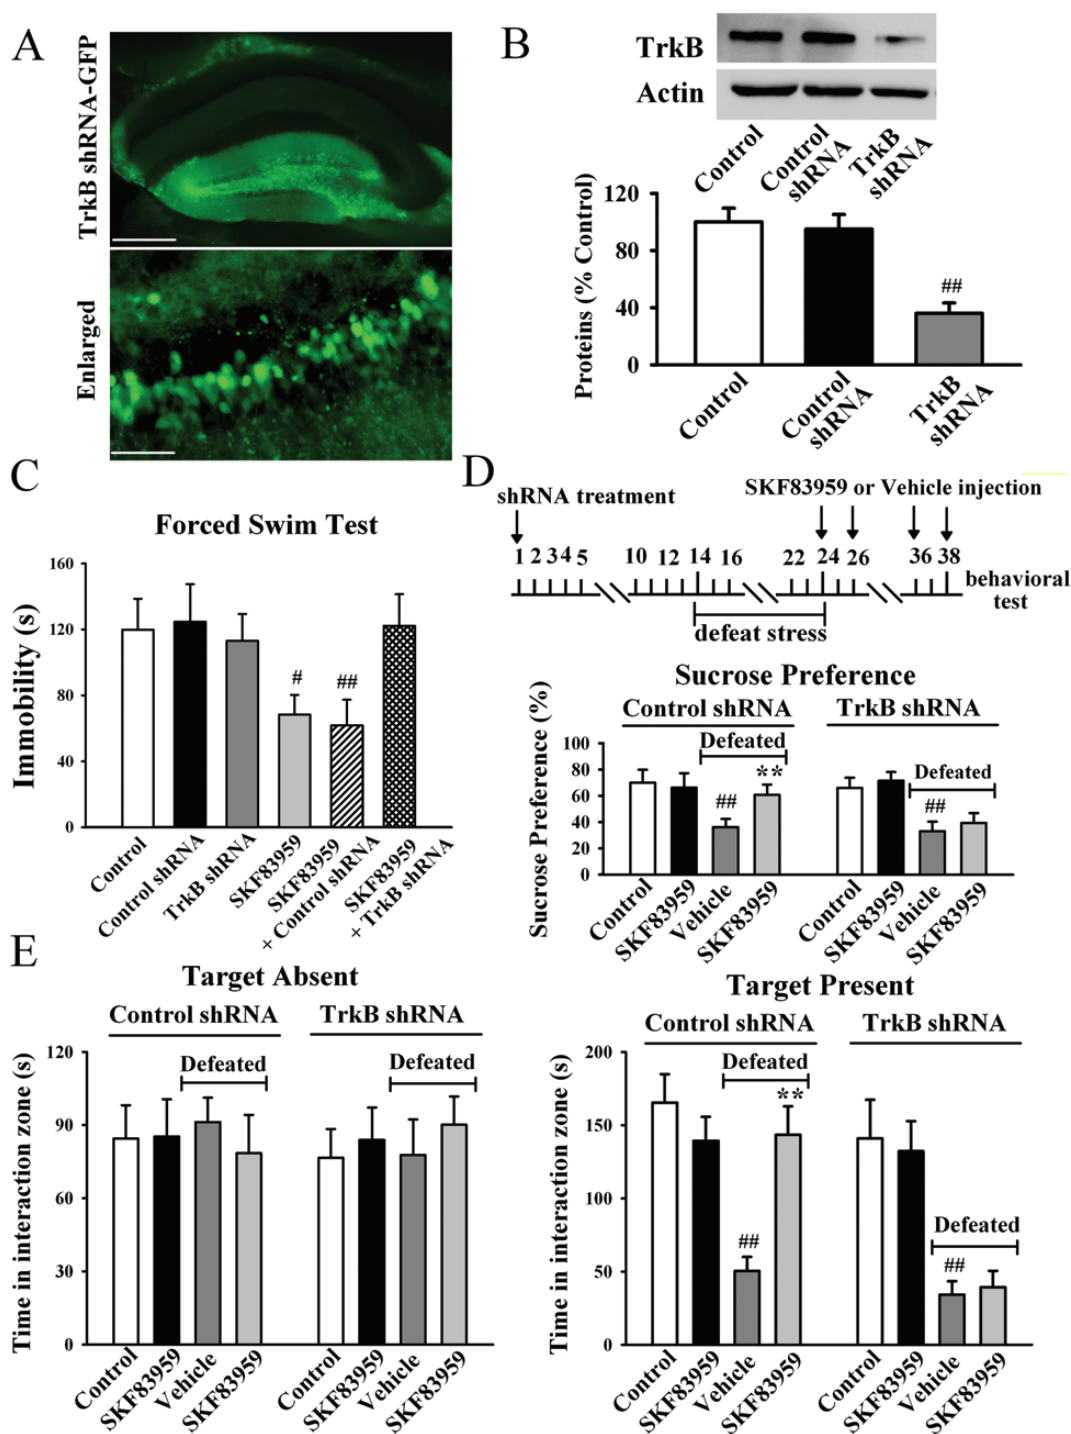 A
TrkB shRNA-GFP
Enlarged
B
TrkB
Actin
Control
Control shRNA
TrkB shRNA
Proteins (% Control)
120
80
40
0
Control
Control shRNA
TrkB shRNA
C
Forced Swim Test
Immobility (s)
160
120
80
40
0
#
##
Control
Control shRNA
TrkB shRNA
SKF83959
SKF83959 + Control shRNA
SKF83959 + TrkB shRNA
D
shRNA treatment
SKF83959 or Vehicle injection
1 2 3 4 5 10 12 14 16 22 24 26 36 38
behavioral test
defeat stress
Sucrose Preference
Control shRNA
TrkB shRNA
Sucrose Preference (%)
100
80
60
40
20
0
Defeated
##
**
Defeated
##
Control
SKF83959
Vehicle
SKF83959
Control
SKF83959
Vehicle
SKF83959
E
Target Absent
Control shRNA
TrkB shRNA
Time in interaction zone (s)
120
90
60
30
0
Defeated
Defeated
Control
SKF83959
Vehicle
SKF83959
Control
SKF83959
Vehicle
SKF83959
Target Present
Control shRNA
TrkB shRNA
Time in interaction zone (s)
200
150
100
50
0
Defeated
##
**
Defeated
##
Control
SKF83959
Vehicle
SKF83959
Control
SKF83959
Vehicle
SKF83959